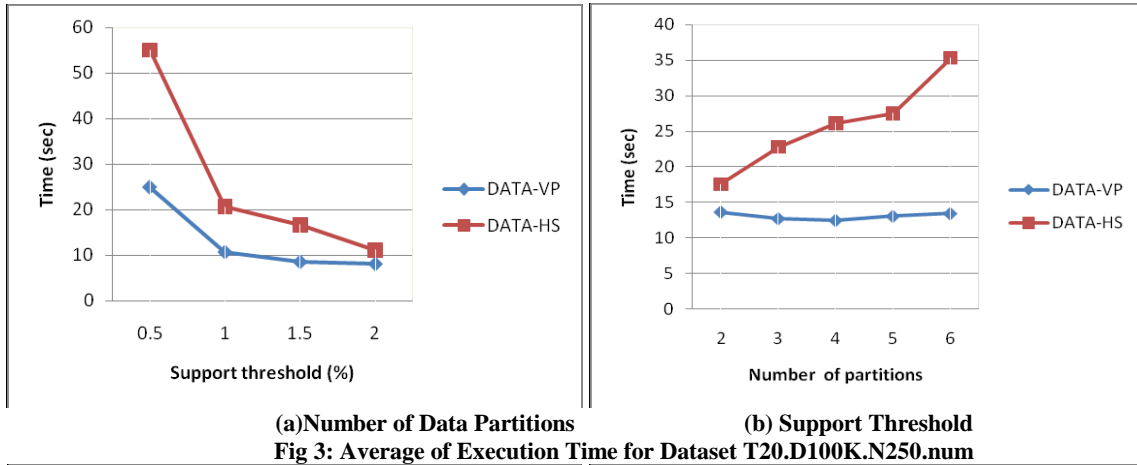 60
50
40
30
20
10
0
Time (sec)
0.5 1 1.5 2
Support threshold (%)
DATA-VP
DATA-HS
40
35
30
25
20
15
10
5
0
Time (sec)
2 3 4 5 6
Number of partitions
DATA-VP
DATA-HS
(a)Number of Data Partitions (b) Support Threshold
Fig 3: Average of Execution Time for Dataset T20.D100K.N250.num